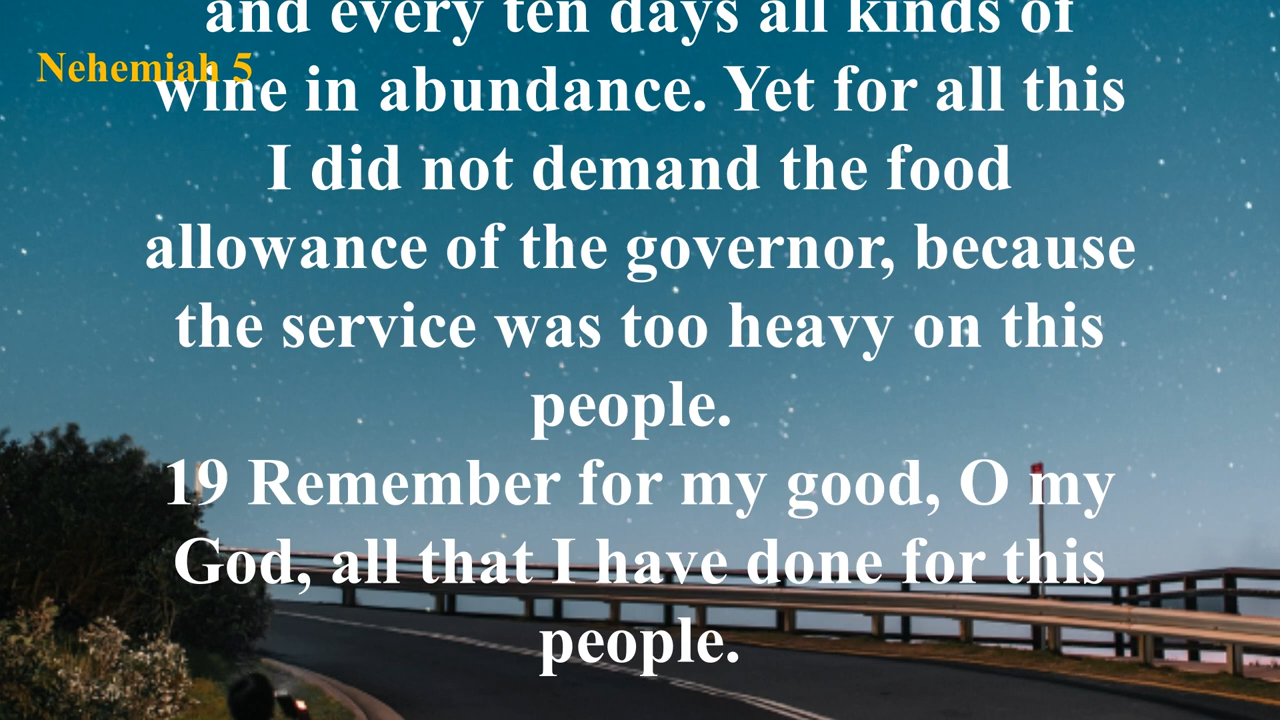 and every ten days all kinds of
Nehemiah 5
wine in abundance. Yet for all this
I did not demand the food
allowance of the governor, because
the service was too heavy on this
people.
19 Remember for my good, O my
God, all that I have done for this
people.